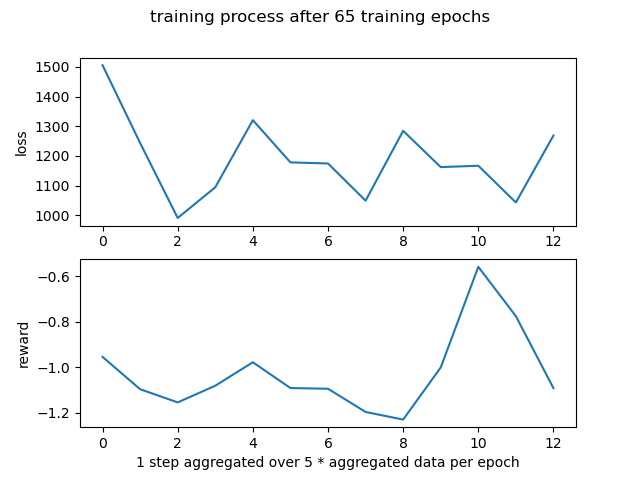 training process after 65 training epochs
1500
1400
1300
1200
1100
1000
loss
0 2 4 6 8 10 12
−0.6
−0.8
−1.0
−1.2
reward
0 2 4 6 8 10 12
1 step aggregated over 5 * aggregated data per epoch